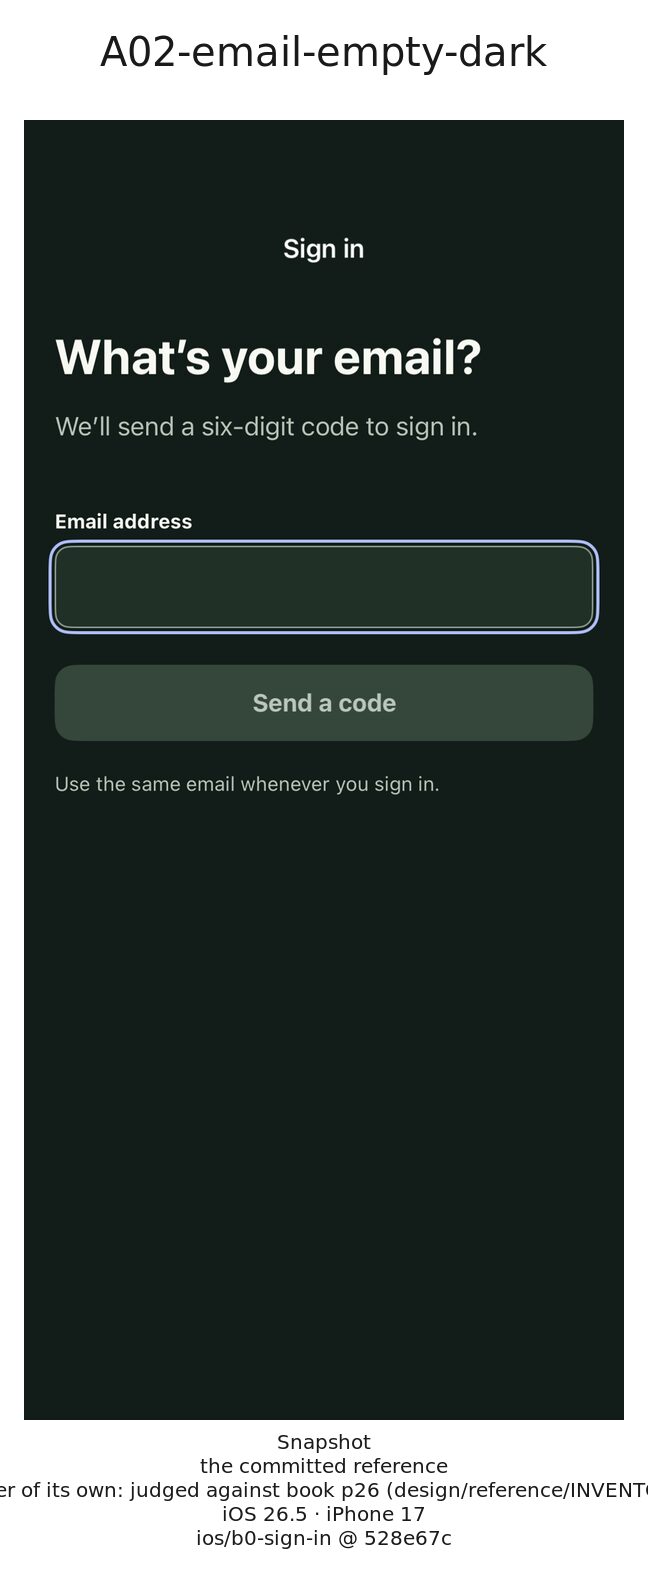 A02-email-empty-dark
Sign in
What’s your email?
We’ll send a six-digit code to sign in.
Email address
Send a code
Use the same email whenever you sign in.
Snapshot
the committed reference
of its own: judged against book p26 (design/reference/
iOS 26.5 · iPhone 17
ios/b0-sign-in @ 528e67c